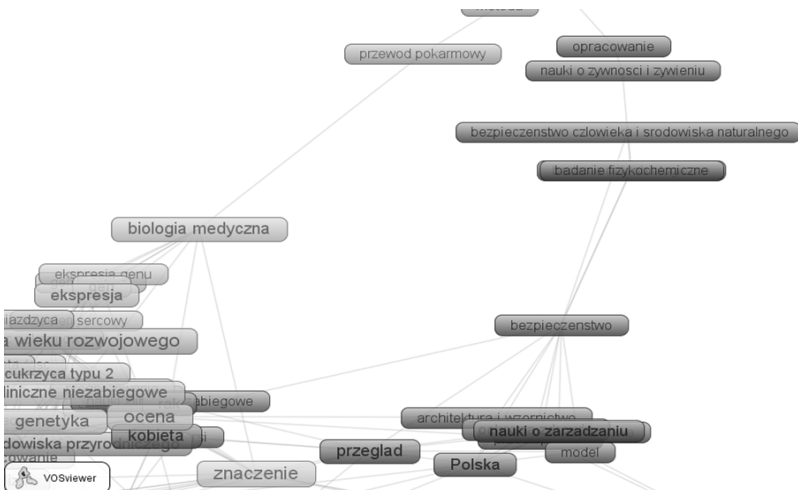 opracowanie
przewod pokarmowy
nauki o zywnosci i zywieniu
bezpieczenstwo czlowieka i srodowiska naturalnego
badanie fizykochemiczne
biologia medyczna
ekspresja genu
ekspresja
sercowy
bezpieczenstwo
a wieku rozwojowego
cukrzyca typu 2
liniczne niezabiegowe
abiegowe
ocena
genetyka
architektura i wzornictwo
nauki o zarzadzaniu
kobieta
dowiska przyrodniczego
przeglad
model
Polska
znaczenie
VOSviewer